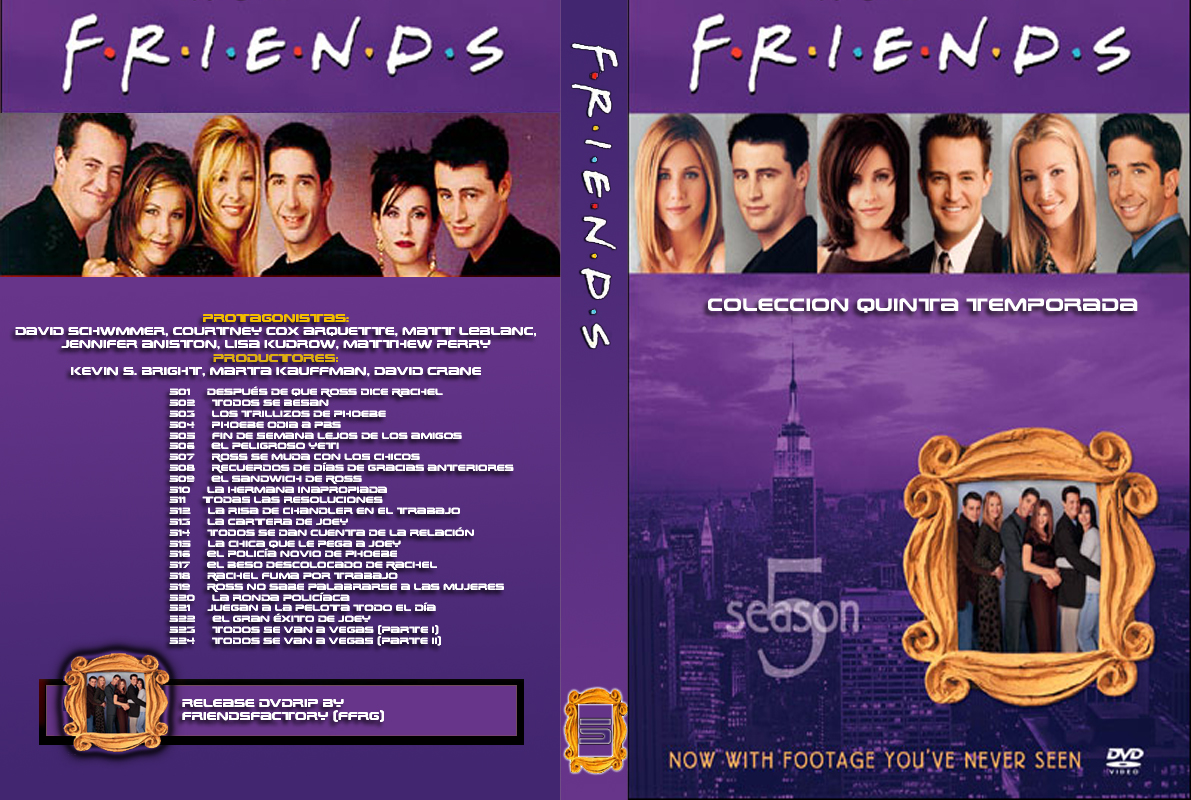 F·R·I·E·N·D·S
PROTAGONISTAS:
DAVID SCHWMMER, COURTNEY COX ARQUETTE, MATT LEBLANC,
JENNIFER ANISTON, LISA KUDROW, MATTHEW PERRY
PRODUCTORES:
KEVIN S. BRIGHT, MARTA KAUFFMAN, DAVID CRANE
501 DESPUÉS DE QUE ROSS DICE RACHEL
502 TODOS SE BESAN
503 LOS TRILLIZOS DE PHOEBE
504 PHOEBE ODIA A PBS
505 FIN DE SEMANA LEJOS DE LOS AMIGOS
506 EL PELIGROSO YETI
507 ROSS SE MUDA CON LOS CHICOS
508 RECUERDOS DE DÍAS DE GRACIAS ANTERIORES
509 EL SANDWICH DE ROSS
510 LA HERMANA INAPROPIADA
511 TODAS LAS RESOLUCIONES
512 LA RISA DE CHANDLER EN EL TRABAJO
513 LA CARTERA DE JOEY
514 TODOS SE DAN CUENTA DE LA RELACIÓN
515 LA CHICA QUE LE PEGA A JOEY
516 EL POLICÍA NOVIO DE PHOEBE
517 EL BESO DESCOLOCADO DE RACHEL
518 RACHEL FUMA POR TRABAJO
519 ROSS NO SABE PALABRARSE A LAS MUJERES
520 LA RONDA POLICÍACA
521 JUEGAN A LA PELOTA TODO EL DÍA
522 EL GRAN ÉXITO DE JOEY
523 TODOS SE VAN A VEGAS (PARTE I)
524 TODOS SE VAN A VEGAS (PARTE II)
RELEASE DVDRIP BY
FRIENDSFACTORY (FFRG)
F·R·I·E·N·D·S
5
F·R·I·E·N·D·S
COLECCION QUINTA TEMPORADA
season 5
NOW WITH FOOTAGE YOU'VE NEVER SEEN
DVD
VIDEO